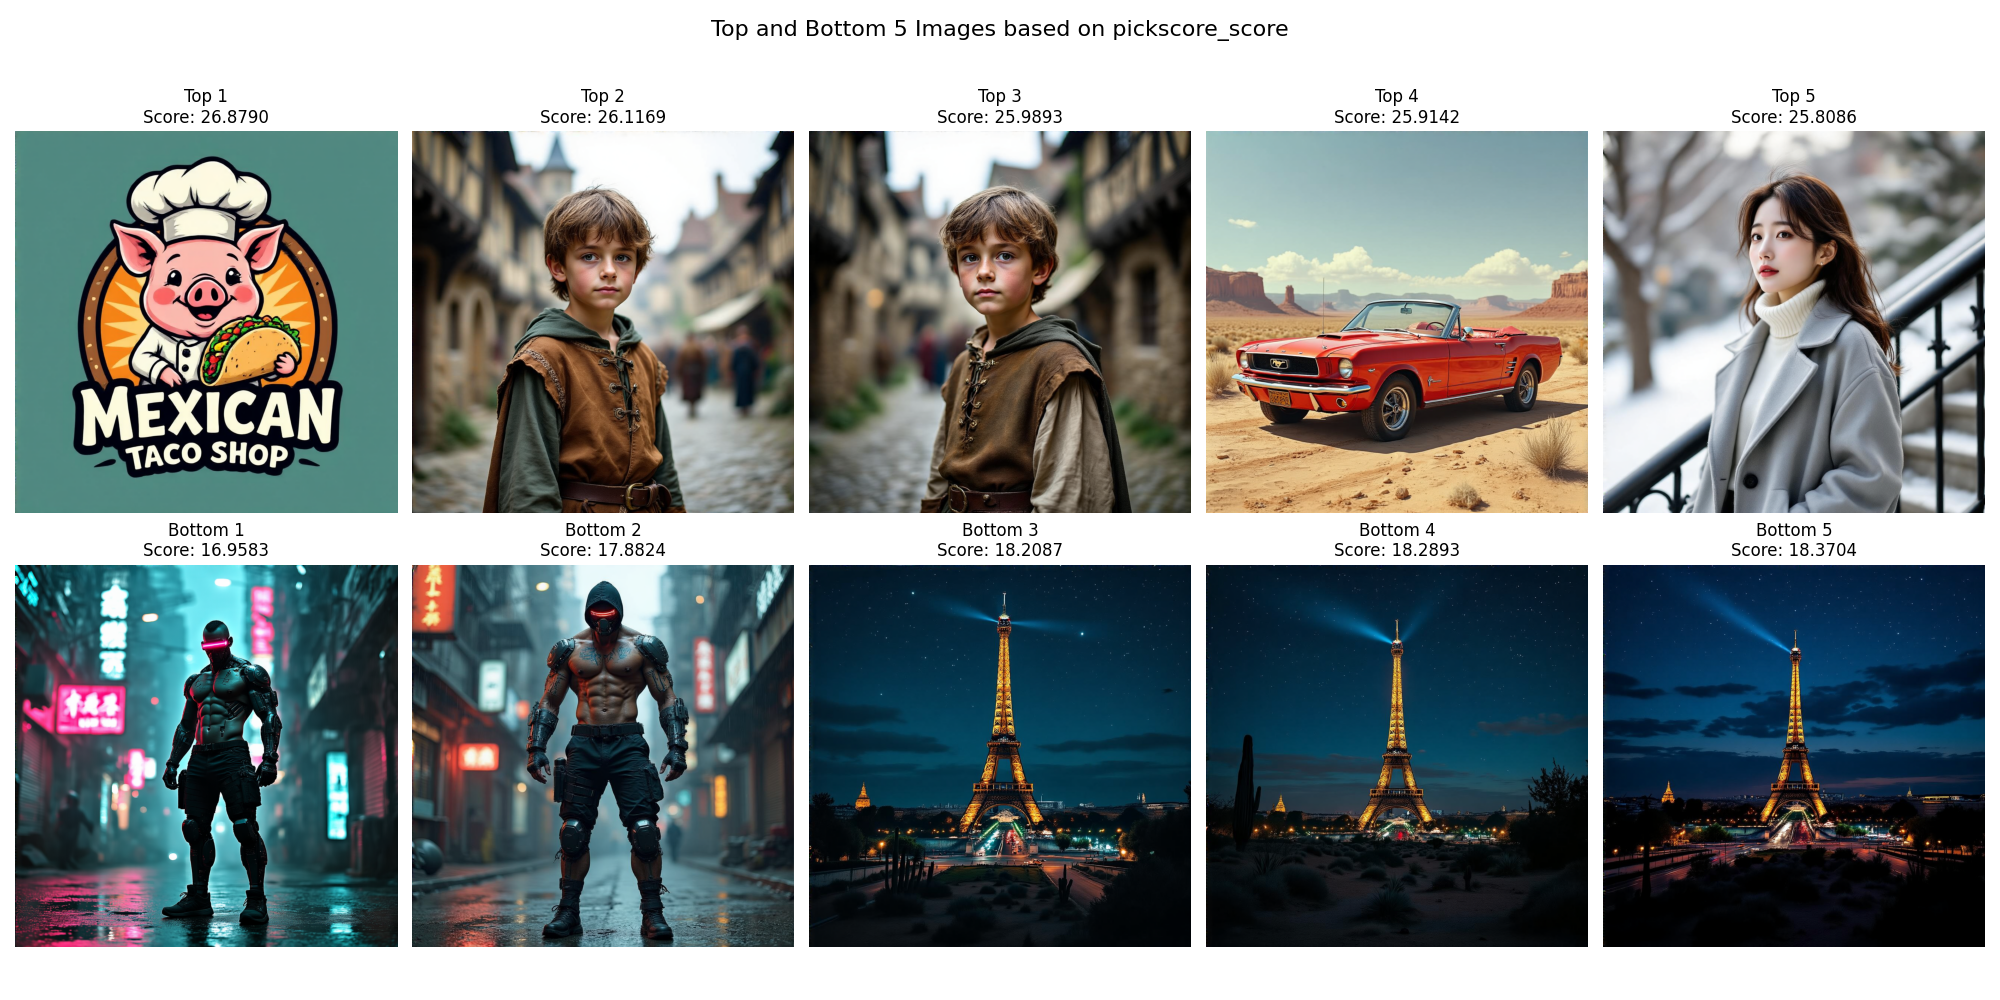 Top and Bottom 5 Images based on pickscore_score
Top 1
Score: 26.8790
Top 2
Score: 26.1169
Top 3
Score: 25.9893
Top 4
Score: 25.9142
Top 5
Score: 25.8086
MEXICAN
TACO SHOP
Bottom 1
Score: 16.9583
Bottom 2
Score: 17.8824
Bottom 3
Score: 18.2087
Bottom 4
Score: 18.2893
Bottom 5
Score: 18.3704